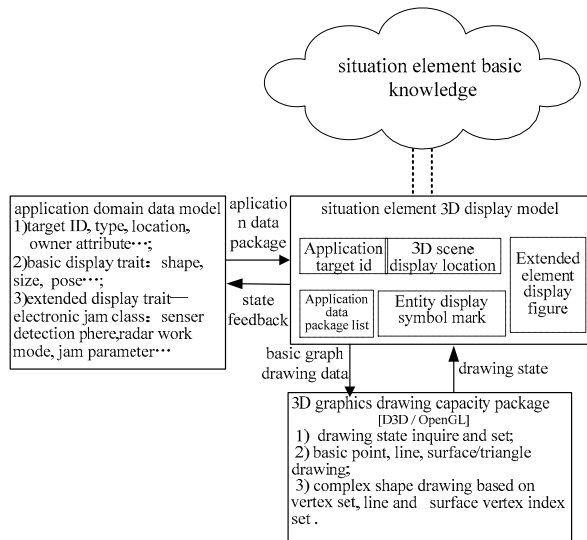 situation element basic
knowledge
application domain data model
1)target ID, type, location,
owner attribute⋯;
2)basic display trait： shape,
size, pose⋯;
3)extended display trait—
electronic jam class：senser
detection phere,radar work
mode, jam parameter⋯
aplicatio
n data
package
state
feedback
situation element 3D display model
Application
target id
3D scene
display location
Extended
element
display
figure
Application
data
package list
Entity display
symbol mark
basic graph
drawing data
drawing state
3D graphics drawing capacity package
[D3D / OpenGL]
1) drawing state inquire and set;
2) basic point, line, surface/triangle
drawing;
3) complex shape drawing based on
vertex set, line and surface vertex index
set .